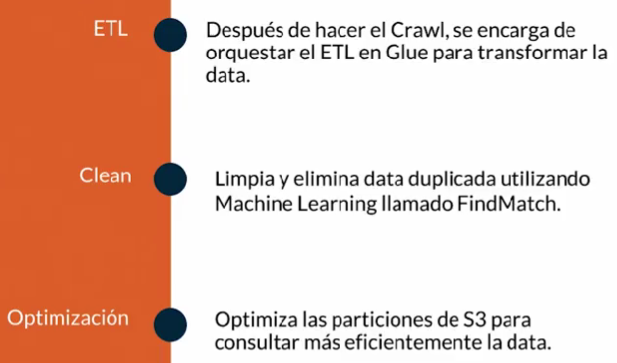 ETL
Después de hacer el Crawl, se encarga de
orquestar el ETL en Glue para transformar la
data.
Clean
Limpia y elimina data duplicada utilizando
Machine Learning llamado FindMatch.
Optimización
Optimiza las particiones de S3 para
consultar más eficientemente la data.